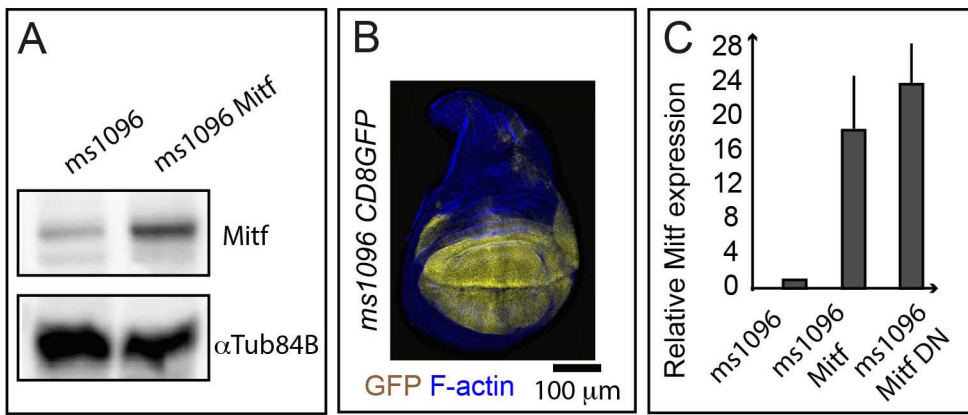 A
ms1096
ms1096 Mitf
Mitf
αTub84B
B
ms1096 CD8GFP
GFP F-actin
100 μm
C
Relative Mitf expression
28
24
20
16
12
8
4
0
ms1096
ms1096
Mitf
ms1096
Mitf DN